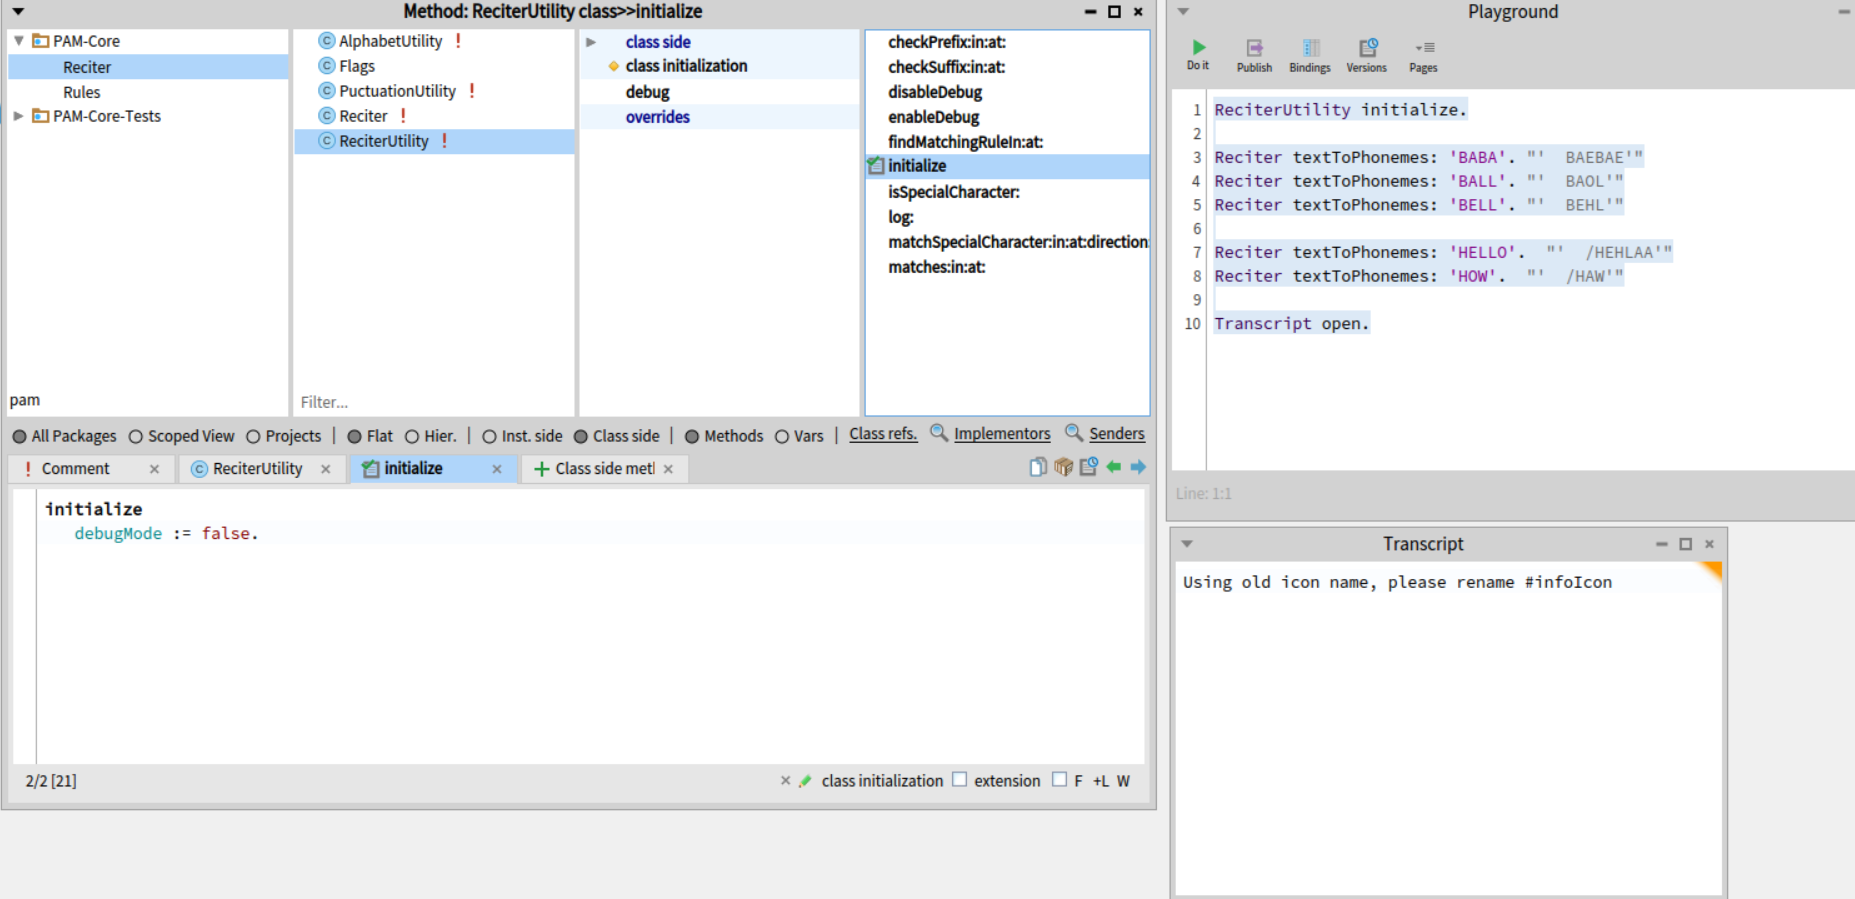 Method: ReciterUtility class>>initialize
PAM-Core
Reciter
Rules
PAM-Core-Tests
pam
AlphabetUtility !
Flags
PuctuationUtility !
Reciter !
ReciterUtility !
Filter...
class side
class initialization
debug
overrides
checkPrefix:in:at:
checkSuffix:in:at:
disableDebug
enableDebug
findMatchingRuleIn:at:
initialize
isSpecialCharacter:
log:
matchSpecialCharacter:in:at:direction:
matches:in:at:
All Packages Scoped View Projects | Flat Hier. | Inst. side Class side | Methods Vars | Class refs. Implementors Senders
! Comment × ReciterUtility × initialize × + Class side metl ×
initialize
debugMode := false.
2/2 [21]
× class initialization extension F +L W
Playground
Do it Publish Bindings Versions Pages
1 ReciterUtility initialize.
2
3 Reciter textToPhonemes: 'BABA'. "'  BAEBAE'"
4 Reciter textToPhonemes: 'BALL'. "'  BAOL'"
5 Reciter textToPhonemes: 'BELL'. "'  BEHL'"
6
7 Reciter textToPhonemes: 'HELLO'.  "'  /HEHLAA'"
8 Reciter textToPhonemes: 'HOW'.  "'  /HAW'"
9
10 Transcript open.
Line: 1:1
Transcript
Using old icon name, please rename #infoIcon